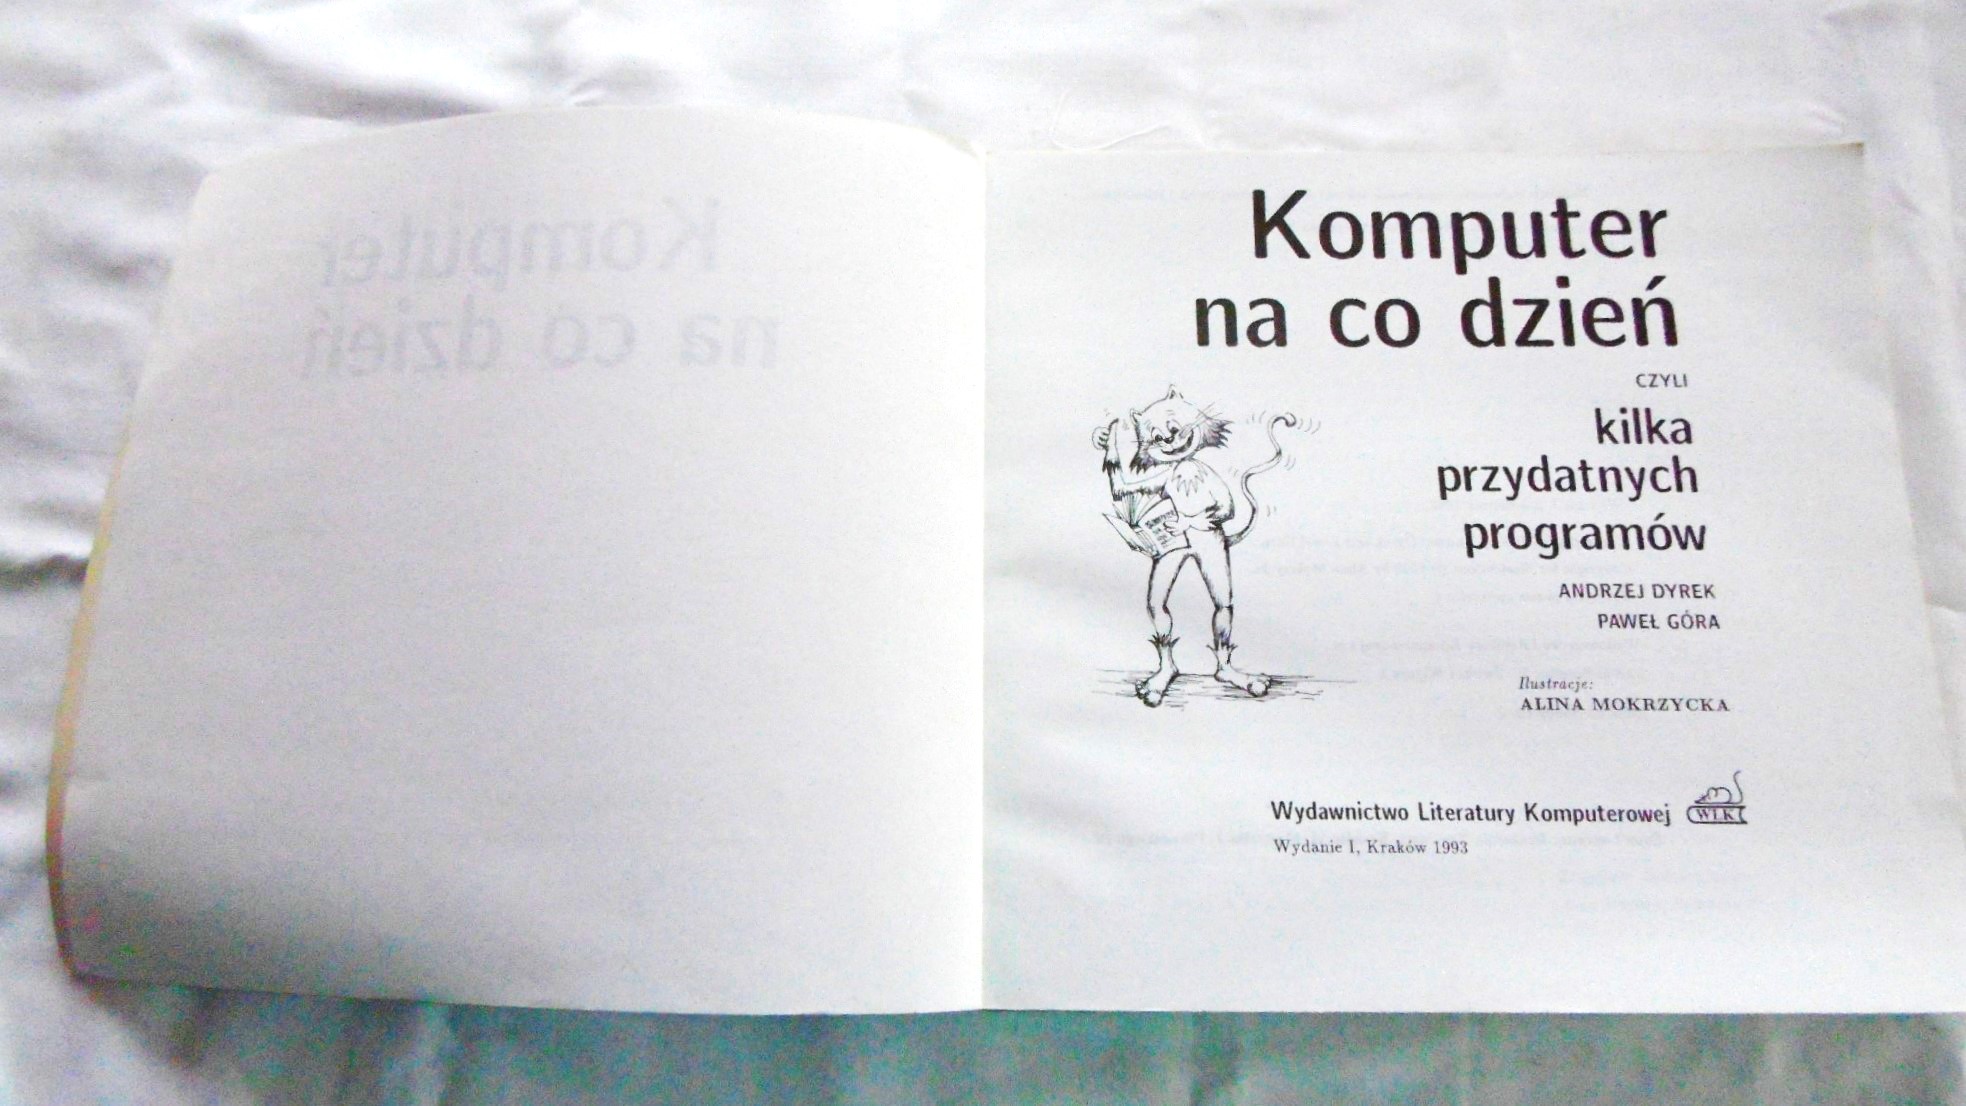 Komputer
na co dzień
CZYLI
kilka
przydatnych
programów
ANDRZEJ DYREK
PAWEŁ GÓRA
Ilustracje:
ALINA MOKRZYCKA
Wydawnictwo Literatury Komputerowej
WLK
Wydanie I, Kraków 1993